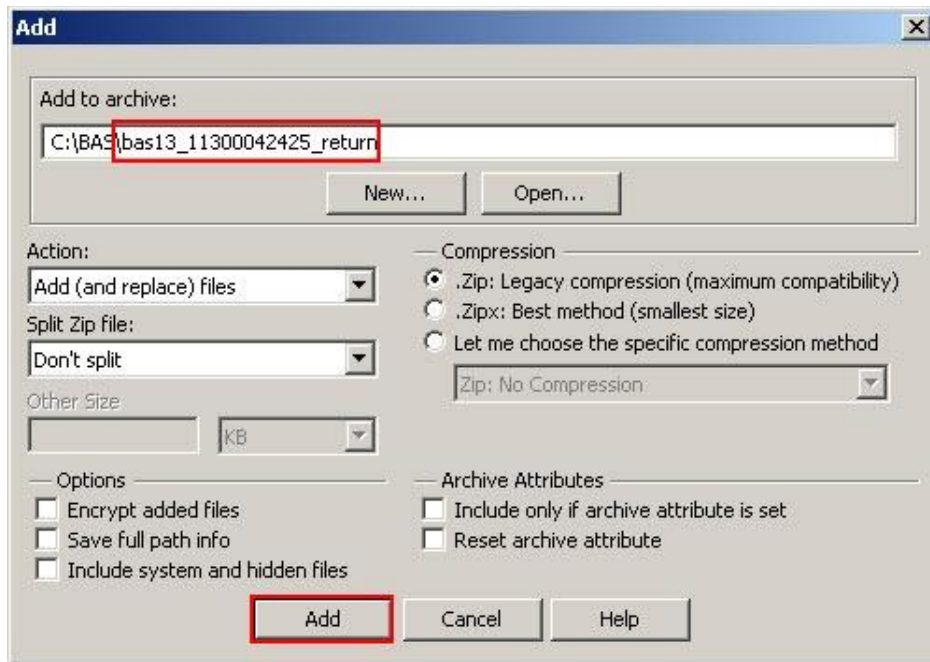 Add
Add to archive:
C:\BAS\bas13_11300042425_return
New... Open...
Action:
Add (and replace) files
Split Zip file:
Don't split
Other Size
KB
Compression
.Zip: Legacy compression (maximum compatibility)
.Zipx: Best method (smallest size)
Let me choose the specific compression method
Zip: No Compression
Options
Encrypt added files
Save full path info
Include system and hidden files
Archive Attributes
Include only if archive attribute is set
Reset archive attribute
Add Cancel Help